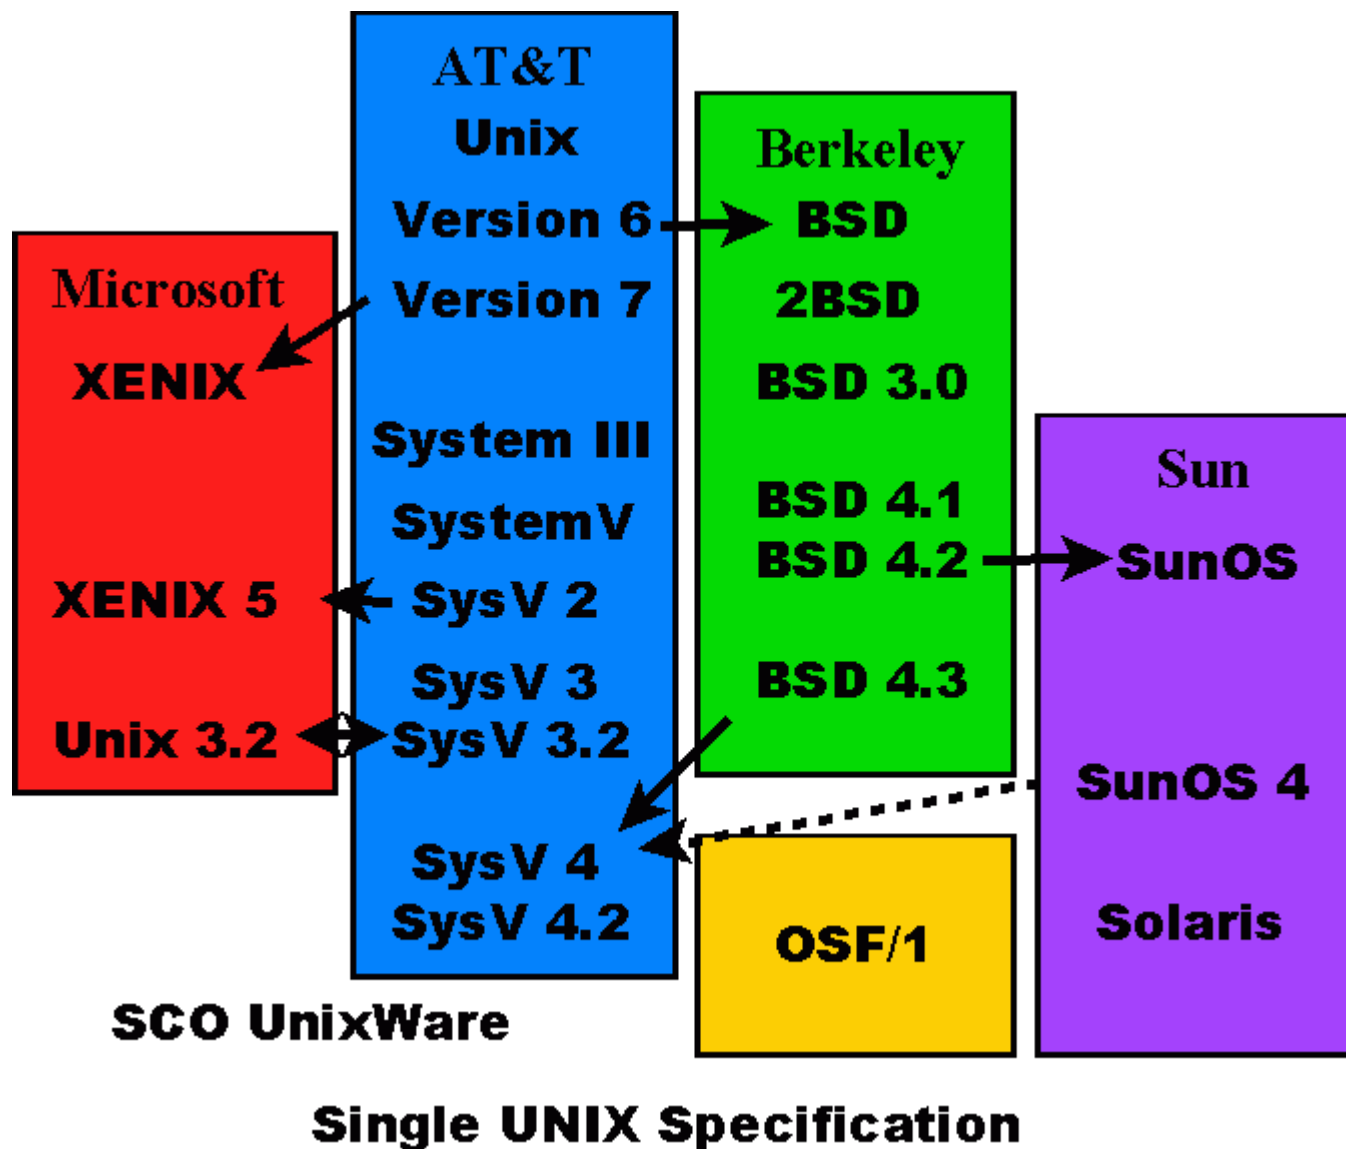 AT&T
Unix
Version 6
Version 7
System III
SystemV
SysV 2
SysV 3
SysV 3.2
SysV 4
SysV 4.2
Microsoft
XENIX
XENIX 5
Unix 3.2
Berkeley
BSD
2BSD
BSD 3.0
BSD 4.1
BSD 4.2
BSD 4.3
Sun
SunOS
SunOS 4
Solaris
OSF/1
SCO UnixWare
Single UNIX Specification